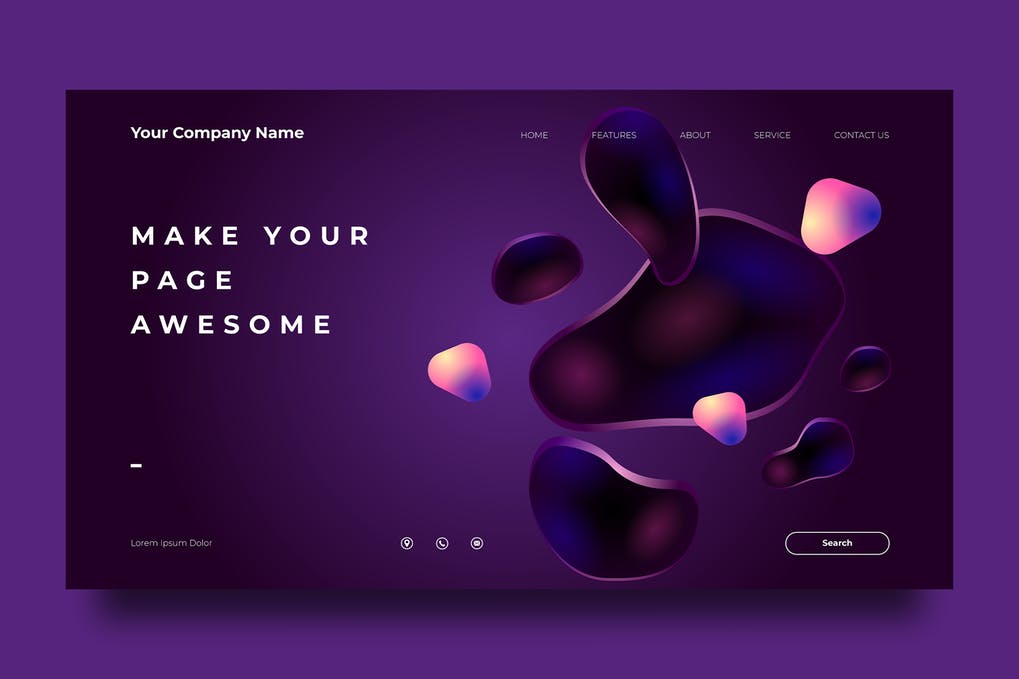 Your Company Name
HOME FEATURES ABOUT SERVICE CONTACT US
MAKE YOUR
PAGE
AWESOME
Lorem Ipsum Dolor
Search